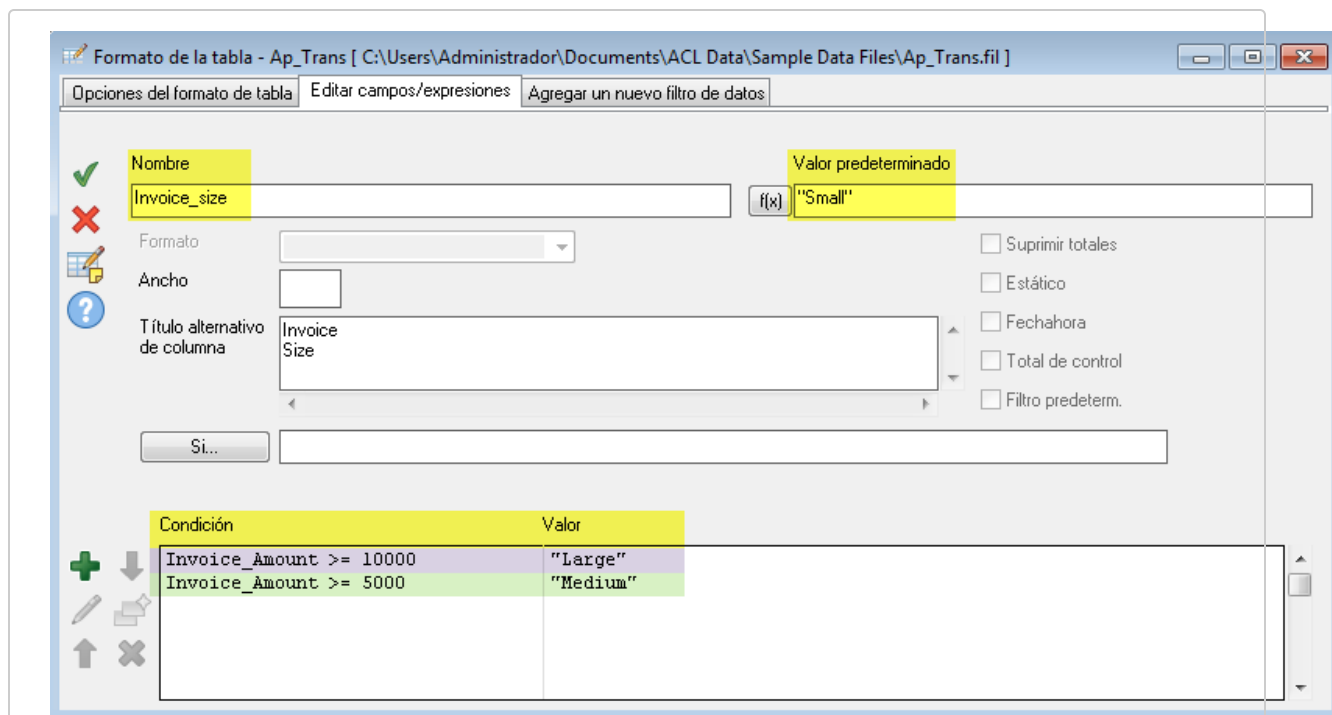 Formato de la tabla - Ap_Trans [ C:\Users\Administrador\Documents\ACL Data\Sample Data Files\Ap_Trans.fil ]
Opciones del formato de tabla Editar campos/expresiones Agregar un nuevo filtro de datos
Nombre Valor predeterminado
Invoice_size f(x) "Small"
Formato Suprimir totales
Ancho Estático
Título alternativo de columna Invoice Size Fechahora
Total de control
Filtro predeterm.
Si...
Condición Valor
Invoice_Amount >= 10000 "Large"
Invoice_Amount >= 5000 "Medium"